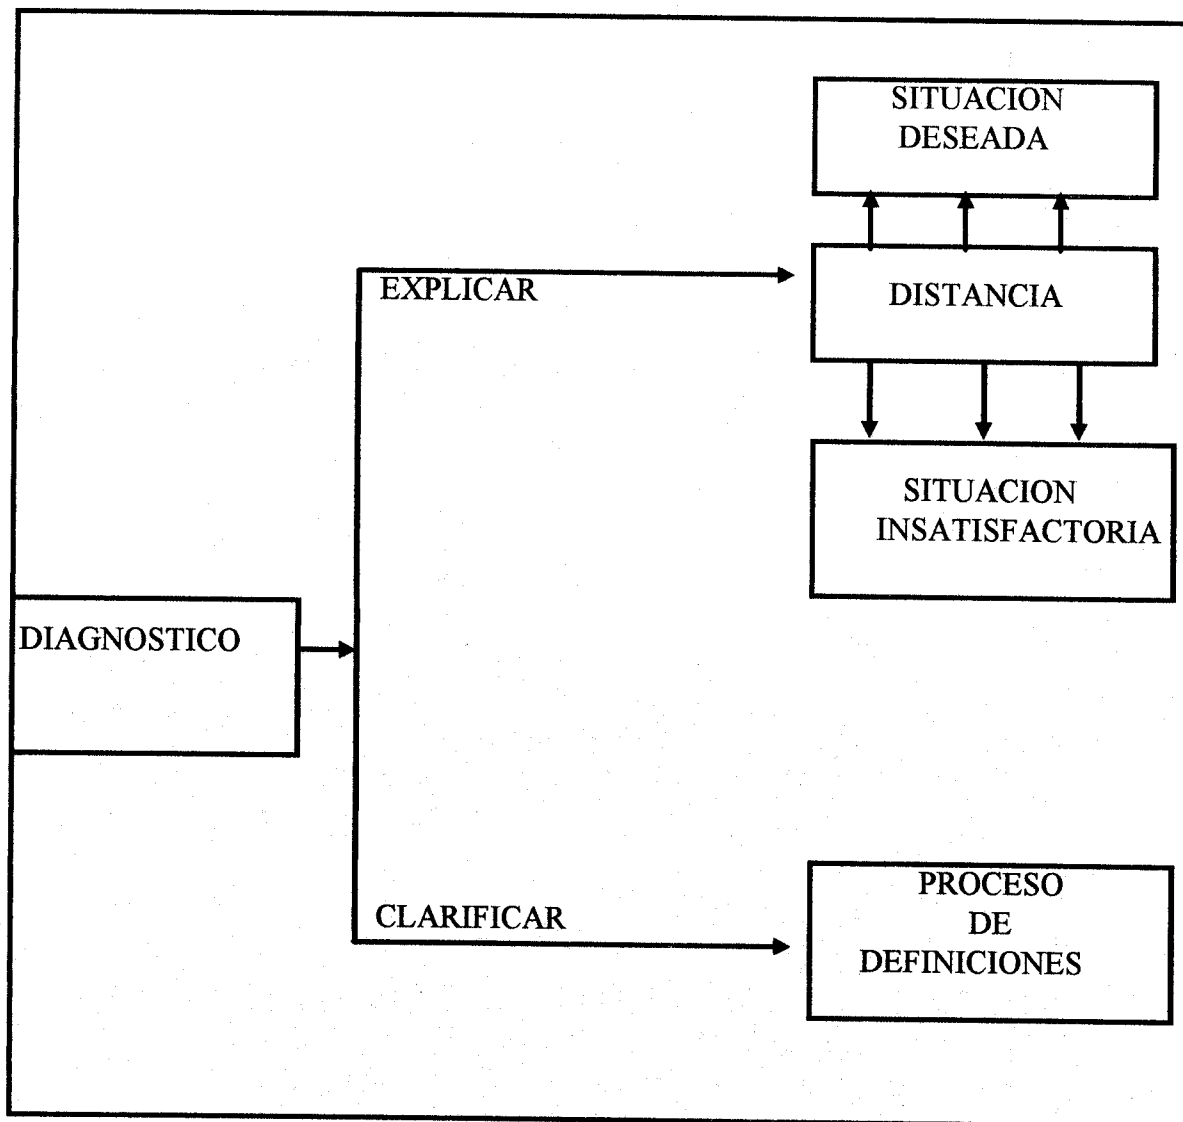 SITUACION
DESEADA
EXPLICAR
DISTANCIA
SITUACION
INSATISFACTORIA
DIAGNOSTICO
CLARIFICAR
PROCESO
DE
DEFINICIONES